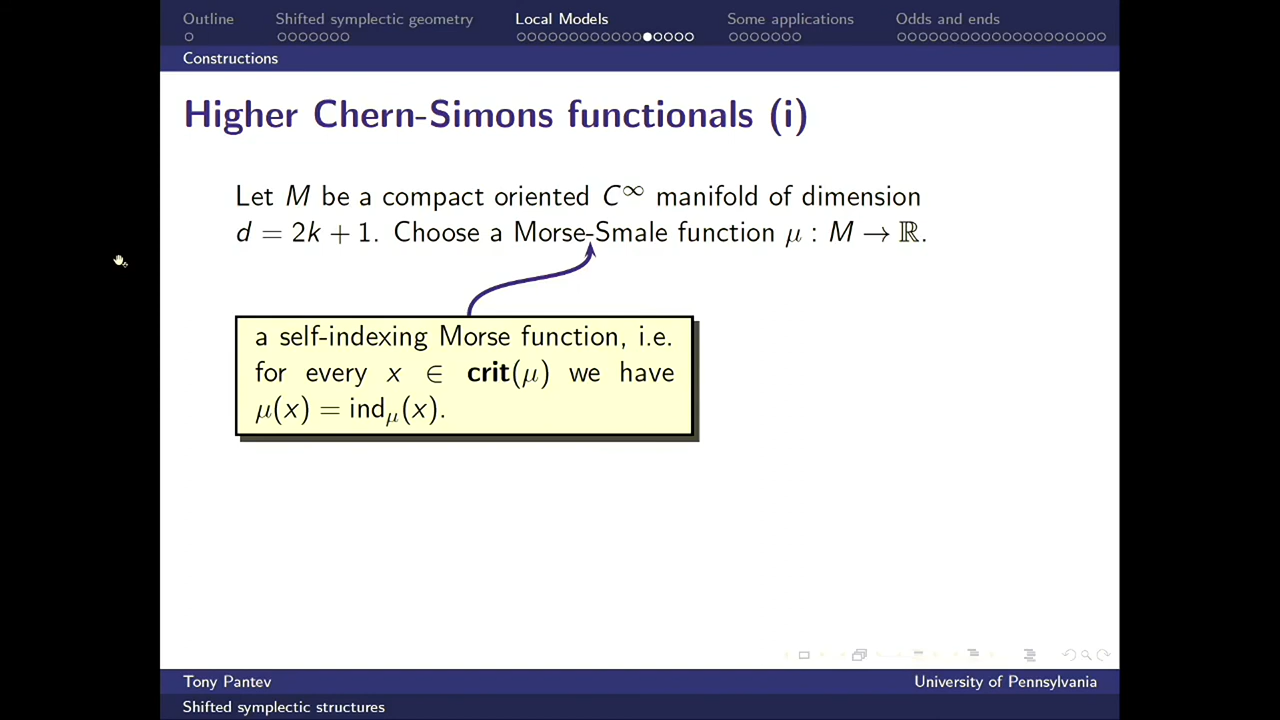 Outline Shifted symplectic geometry Local Models Some applications Odds and ends
Constructions
Higher Chern-Simons functionals (i)
Let M be a compact oriented C∞ manifold of dimension
d = 2k + 1. Choose a Morse-Smale function μ : M → ℝ.
a self-indexing Morse function, i.e.
for every x ∈ crit(μ) we have
μ(x) = indμ(x).
Tony Pantev University of Pennsylvania
Shifted symplectic structures